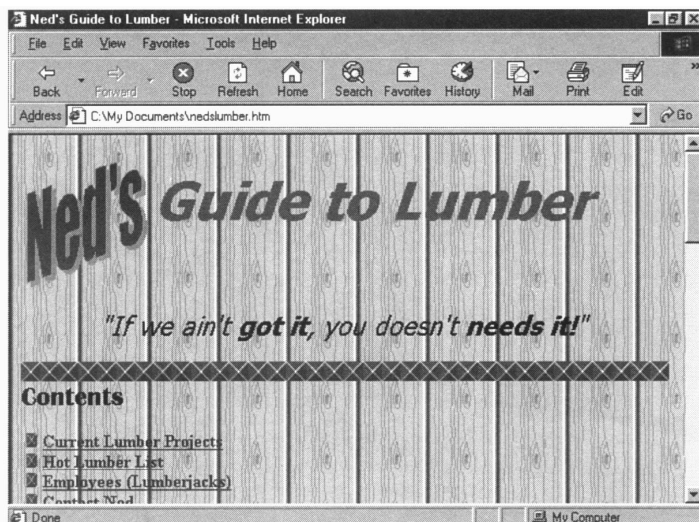 Ned's Guide to Lumber - Microsoft Internet Explorer
File Edit View Favorites Tools Help
Back Forward Stop Refresh Home Search Favorites History Mail Print Edit »
Address C:\My Documents\nedslumber.htm Go
Ned's Guide to Lumber
"If we ain't got it, you doesn't needs it!"
Contents
Current Lumber Projects
Hot Lumber List
Employees (Lumberjacks)
Contact Ned
Done My Computer